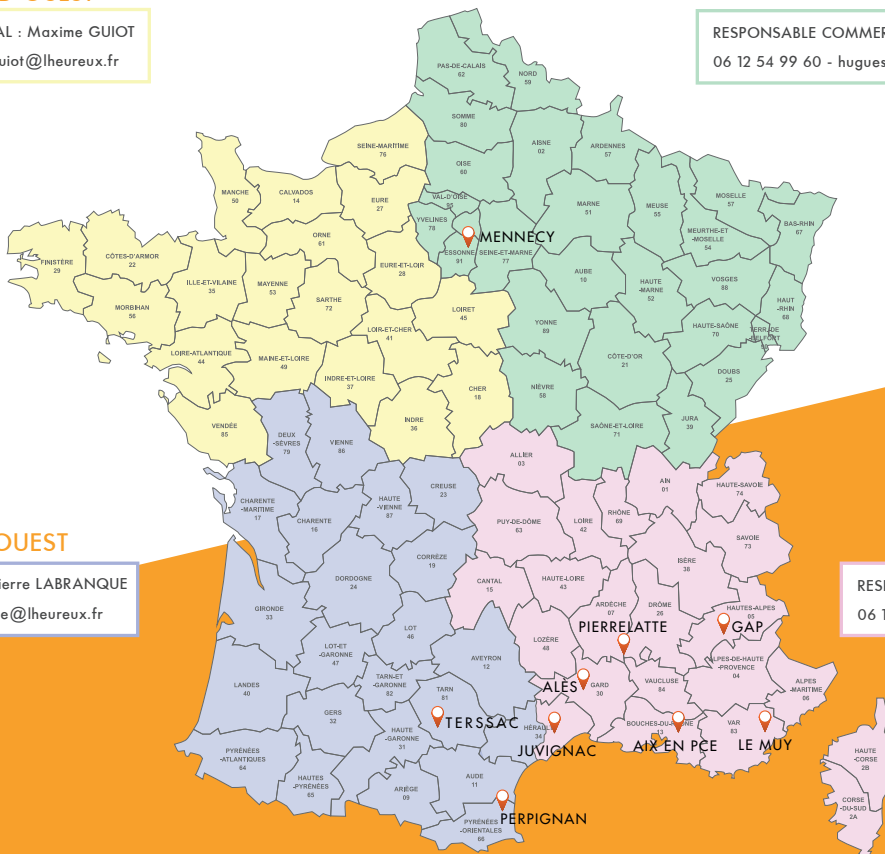 AL : Maxime GUIOT
uiot@lheureux.fr
RESPONSABLE COMMER
06 12 54 99 60 - hugues
PAS-DE-CALAIS
62
NORD
59
SOMME
80
SEINE-MARITIME
76
AISNE
02
ARDENNES
57
OISE
60
MANCHE
50
CALVADOS
14
EURE
27
VAL-D'OISE
95
YVELINES
78
MARNE
51
MEUSE
55
MOSELLE
57
BAS-RHIN
67
MEURTHE-ET
-MOSELLE
54
ORNE
61
MENNECY
ESSONNE
91
SEINE-ET-MARNE
77
FINISTÈRE
29
CÔTES-D'ARMOR
22
EURE-ET-LOIR
28
AUBE
10
HAUTE
-MARNE
52
VOSGES
88
HAUT
-RHIN
68
ILLE-ET-VILAINE
35
MAYENNE
53
SARTHE
72
MORBIHAN
56
LOIRET
45
LOIR-ET-CHER
41
YONNE
89
HAUTE-SAÔNE
70
TERR.DE
BELFORT
LOIRE-ATLANTIQUE
44
MAINE-ET-LOIRE
49
INDRE-ET-LOIRE
37
CHER
18
CÔTE-D'OR
21
DOUBS
25
NIÈVRE
58
VENDÉE
85
INDRE
36
SAÔNE-ET-LOIRE
71
JURA
39
DEUX
-SÈVRES
79
VIENNE
86
ALLIER
03
AIN
01
HAUTE-SAVOIE
74
CREUSE
23
HAUTE
-VIENNE
87
CHARENTE
-MARITIME
17
CHARENTE
16
PUY-DE-DÔME
63
LOIRE
42
RHÔNE
69
OUEST
SAVOIE
73
ierre LABRANQUE
e@lheureux.fr
CORRÈZE
19
ISÈRE
38
DORDOGNE
24
CANTAL
15
HAUTE-LOIRE
43
RESI
06 1
GIRONDE
33
ARDÈCHE
07
DRÔME
26
HAUTES-ALPES
05
PIERRELATTE
GAP
LOT
46
LOZÈRE
48
LOT-ET
-GARONNE
47
AVEYRON
12
ALPES-DE-HAUTE
-PROVENCE
04
TARN-ET
-GARONNE
82
LANDES
40
TARN
81
ALÈS
GARD
30
VAUCLUSE
84
ALPES
-MARITIME
06
GERS
32
TERSSAC
HÉRAULT
34
BOUCHES-DU-RHÔNE
13
VAR
83
HAUTE
-GARONNE
31
JUVIGNAC
AIX EN PCE
LE MUY
PYRÉNÉES
-ATLANTIQUES
64
HAUTE
-CORSE
2B
HAUTES
-PYRÉNÉES
65
AUDE
11
ARIÈGE
09
CORSE
-DU-SUD
2A
PERPIGNAN
PYRÉNÉES
-ORIENTALES
66